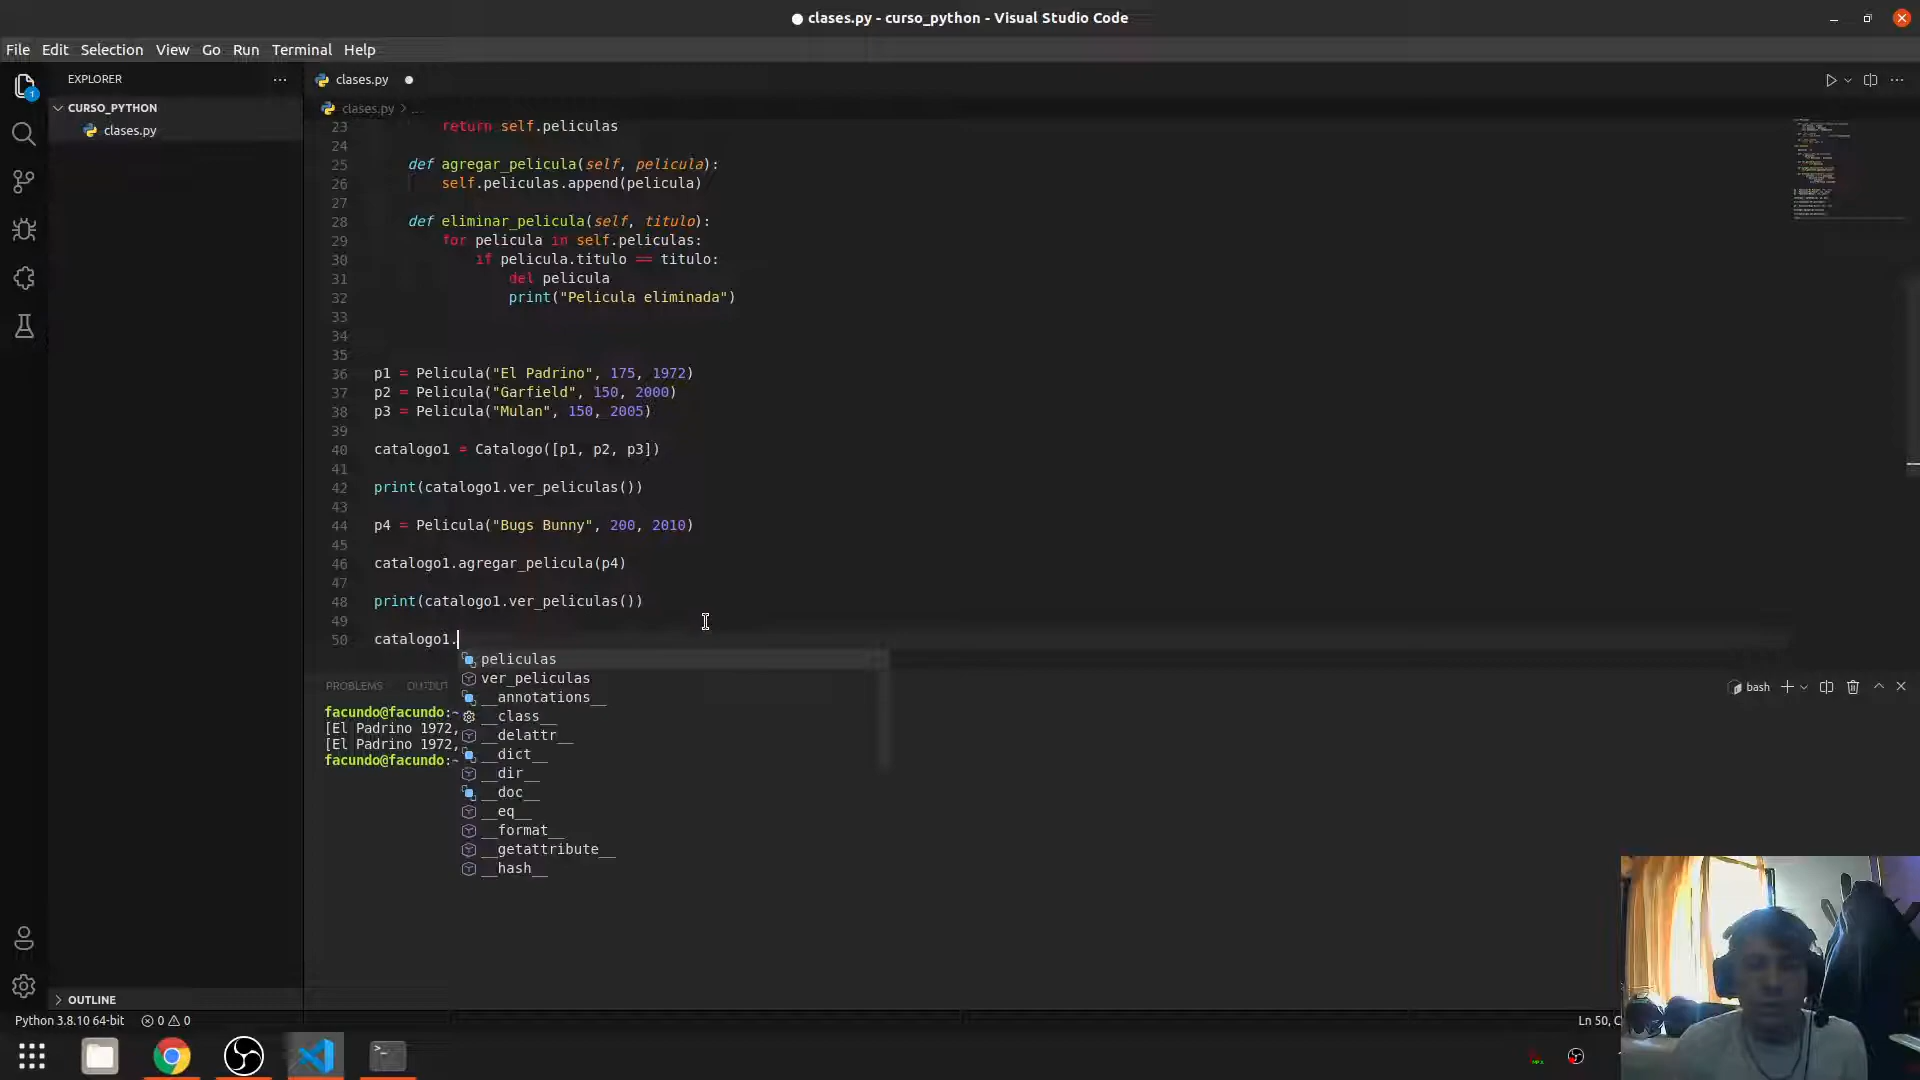 clases.py - curso_python - Visual Studio Code
File Edit Selection View Go Run Terminal Help
EXPLORER
clases.py
CURSO_PYTHON
clases.py > ...
clases.py
23 return self.peliculas
24
25 def agregar_pelicula(self, pelicula):
26 self.peliculas.append(pelicula)
27
28 def eliminar_pelicula(self, titulo):
29 for pelicula in self.peliculas:
30 if pelicula.titulo == titulo:
31 del pelicula
32 print("Pelicula eliminada")
33
34
35
36 p1 = Pelicula("El Padrino", 175, 1972)
37 p2 = Pelicula("Garfield", 150, 2000)
38 p3 = Pelicula("Mulan", 150, 2005)
39
40 catalogo1 = Catalogo([p1, p2, p3])
41
42 print(catalogo1.ver_peliculas())
43
44 p4 = Pelicula("Bugs Bunny", 200, 2010)
45
46 catalogo1.agregar_pelicula(p4)
47
48 print(catalogo1.ver_peliculas())
49
50 catalogo1.
peliculas
ver_peliculas
__annotations__
__class__
__delattr__
__dict__
__dir__
__doc__
__eq__
__format__
__getattribute__
__hash__
PROBLEMS OUTPUT
bash
facundo@facundo:~
[El Padrino 1972,
[El Padrino 1972,
facundo@facundo:~
OUTLINE
Python 3.8.10 64-bit 0 0
Ln 50, C
1